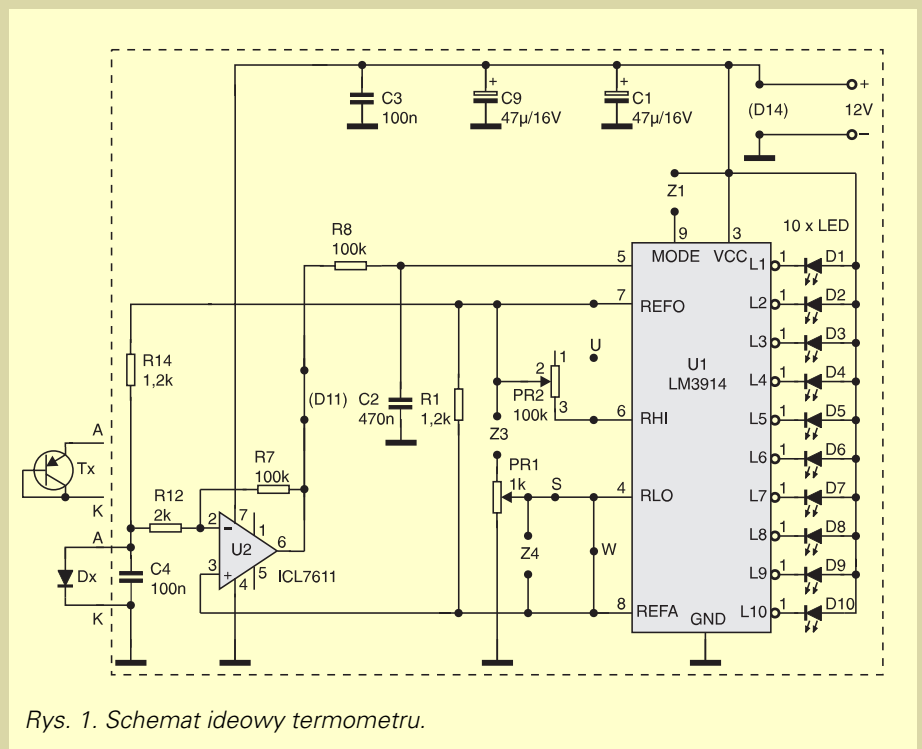 C3
100n
+
C9
47µ/16V
+
C1
47µ/16V
(D14)
+
12V
–
Z1
10 x LED
R8
100k
9
3
MODE
VCC
5
7
REFO
U1
LM3914
L1
1
D1
L2
1
D2
L3
1
D3
L4
1
D4
L5
1
D5
L6
1
D6
L7
1
D7
L8
1
D8
L9
1
D9
L10
1
D10
R14
1,2k
U
1
2
PR2
100k
3
6
RHI
(D11)
C2
470n
R1
1,2k
Z3
A
Tx
K
R7
100k
PR1
1k
S
4
RLO
R12
2k
2
–
7
1
U2
6
3
+
4
5
ICL7611
A
Dx
K
C4
100n
Z4
W
8
REFA
GND
Rys. 1. Schemat ideowy termometru.